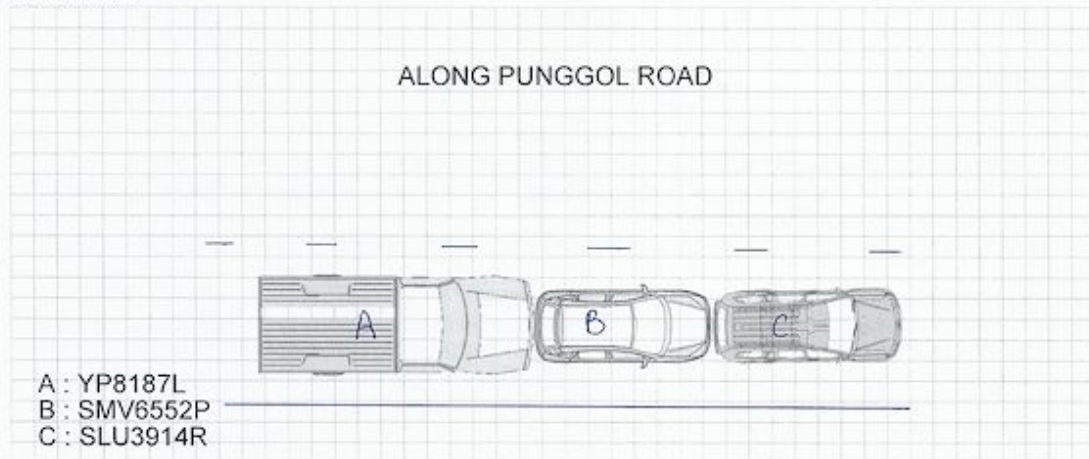 ALONG PUNGGOL ROAD
A
B
C
A : YP8187L
B : SMV6552P
C : SLU3914R